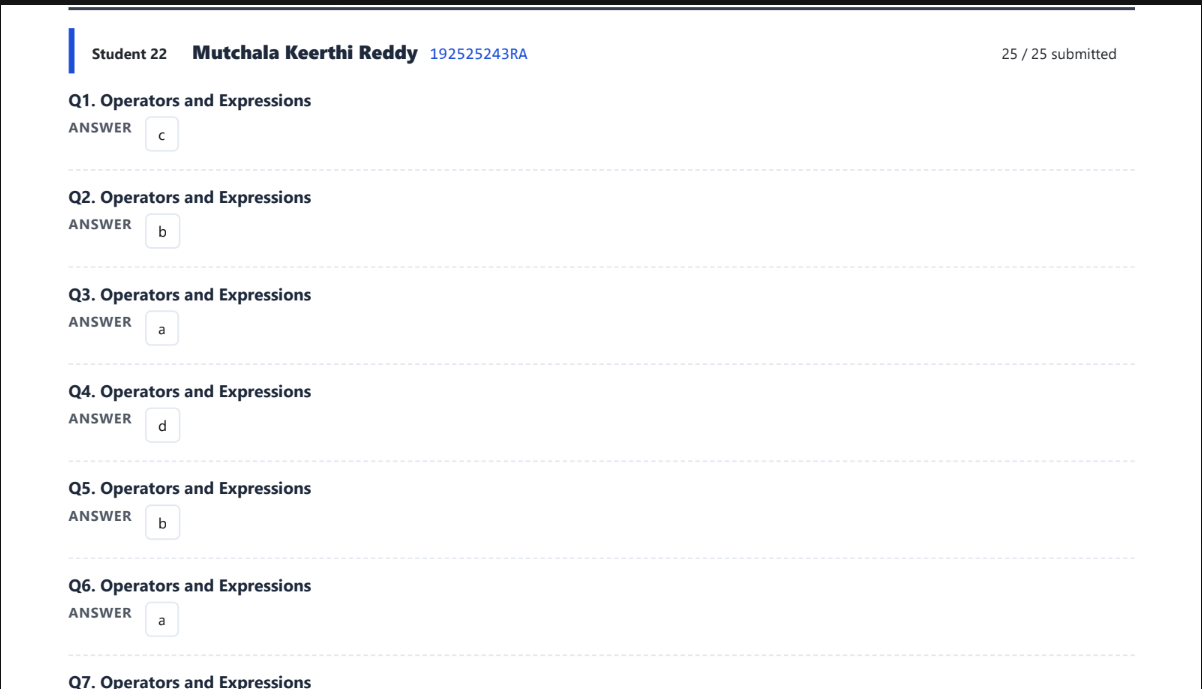 Student 22 Mutchala Keerthi Reddy 192525243RA 25 / 25 submitted
Q1. Operators and Expressions
ANSWER c
Q2. Operators and Expressions
ANSWER b
Q3. Operators and Expressions
ANSWER a
Q4. Operators and Expressions
ANSWER d
Q5. Operators and Expressions
ANSWER b
Q6. Operators and Expressions
ANSWER a
Q7. Operators and Expressions